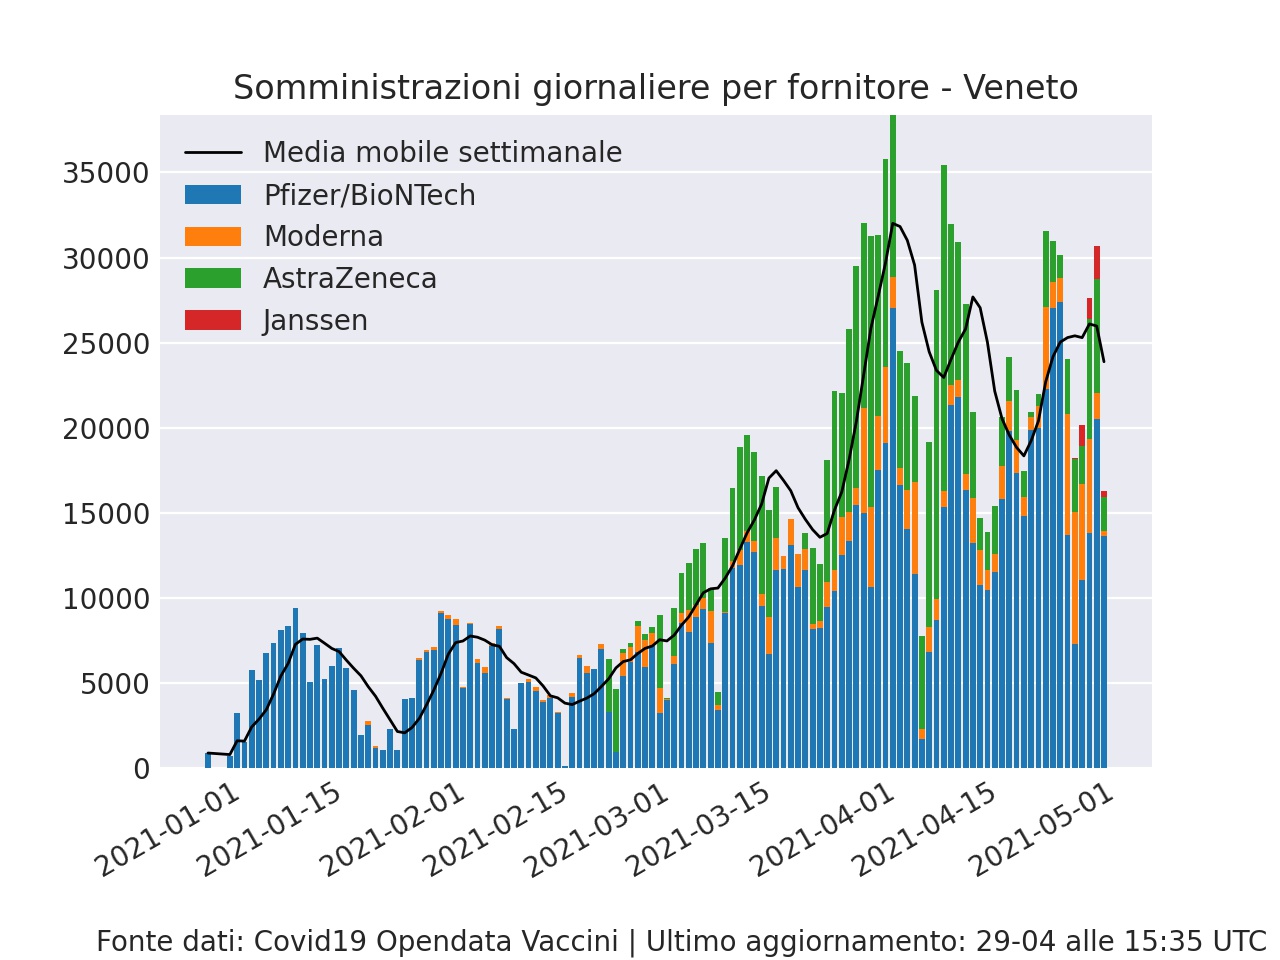 Somministrazioni giornaliere per fornitore - Veneto
Media mobile settimanale
Pfizer/BioNTech
Moderna
AstraZeneca
Janssen
35000
30000
25000
20000
15000
10000
5000
0
2021-01-01
2021-01-15
2021-02-01
2021-02-15
2021-03-01
2021-03-15
2021-04-01
2021-04-15
2021-05-01
Fonte dati: Covid19 Opendata Vaccini | Ultimo aggiornamento: 29-04 alle 15:35 UTC